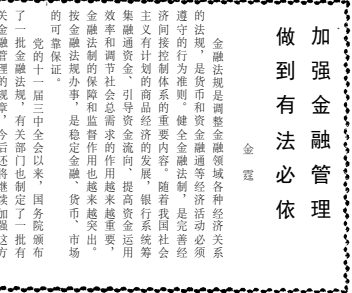 加强金融管理
做到有法必依
金霆
金融法规是调整金融领域各种经济关系
的法规，是货币和资金融通等经济活动必须
遵守的行为准则。健全金融法制，是完善经
济间接控制体系的重要内容。随着我国社会
主义有计划的商品经济的发展，银行系统筹
集融通资金、引导资金流向、提高资金运用
效率和调节社会总需求的作用越来越重要，
金融法制的保障和监督作用也越来越突出。
按金融法规办事，是稳定金融、货币、市场
的可靠保证。
党的十一届三中全会以来，国务院颁布
了一批金融法规，有关部门也制定了一批有
关金融管理的规章，今后还将继续加强这方